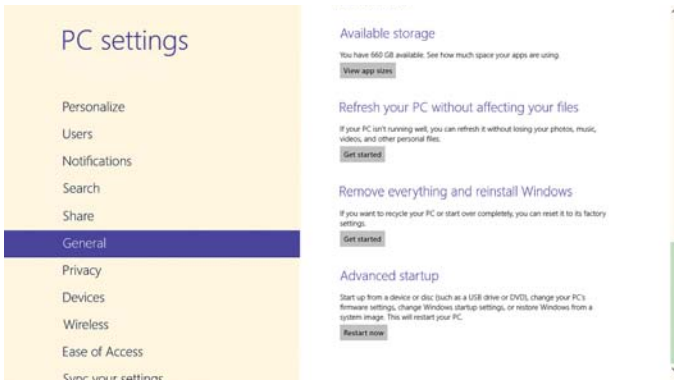 PC settings
Personalize
Users
Notifications
Search
Share
General
Privacy
Devices
Wireless
Ease of Access
Sync your settings
Available storage
You have 660 GB available. See how much space your apps are using.
View app sizes
Refresh your PC without affecting your files
If your PC isn't running well, you can refresh it without losing your photos, music,
videos, and other personal files.
Get started
Remove everything and reinstall Windows
If you want to recycle your PC or start over completely, you can reset it to its factory
settings.
Get started
Advanced startup
Start up from a device or disc (such as a USB drive or DVD), change your PC's
firmware settings, change Windows startup settings, or restore Windows from a
system image. This will restart your PC.
Restart now